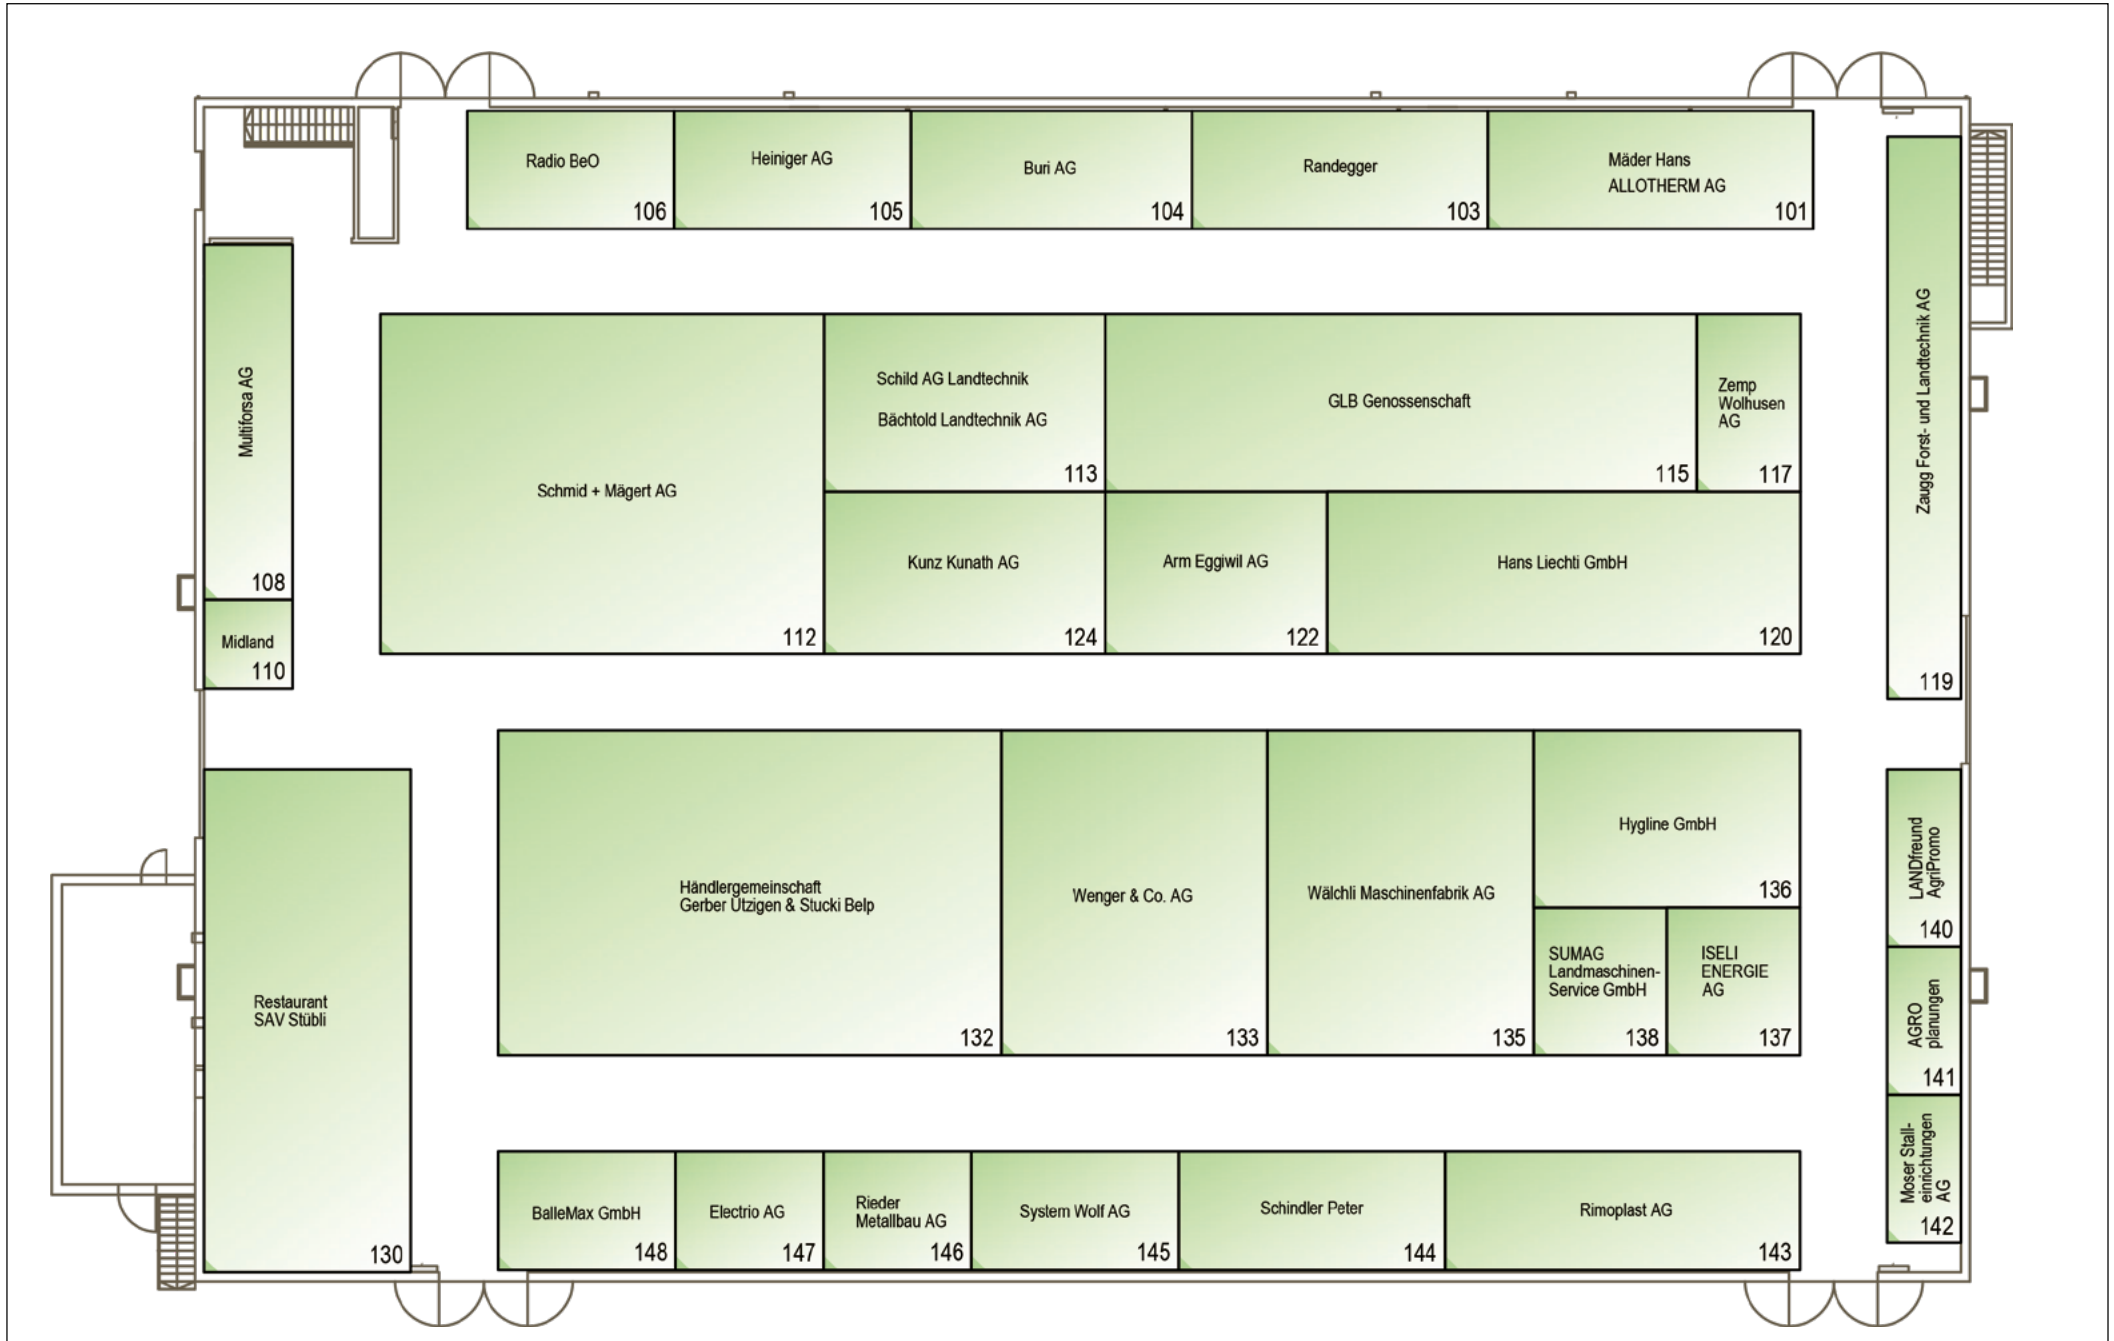 Radio BeO
106
Heiniger AG
105
Buri AG
104
Randegger
103
Mäder Hans
ALLOTHERM AG
101
Multiforsa AG
108
Midland
110
Schmid + Mägert AG
112
Schild AG Landtechnik
Bächtold Landtechnik AG
113
GLB Genossenschaft
115
Zemp
Wolhusen
AG
117
Kunz Kunath AG
124
Arm Eggiwil AG
122
Hans Liechti GmbH
120
Zaugg Forst- und Landtechnik AG
119
Restaurant
SAV Stübli
130
Händlergemeinschaft
Gerber Utzigen & Stucki Belp
132
Wenger & Co. AG
133
Wälchli Maschinenfabrik AG
135
Hygline GmbH
136
SUMAG
Landmaschinen-
Service GmbH
138
ISELI
ENERGIE
AG
137
LANDfreund
AgriPromo
140
AGRO
planungen
141
Moser Stall-
einrichtungen
AG
142
BalleMax GmbH
148
Electrio AG
147
Rieder
Metallbau AG
146
System Wolf AG
145
Schindler Peter
144
Rimoplast AG
143